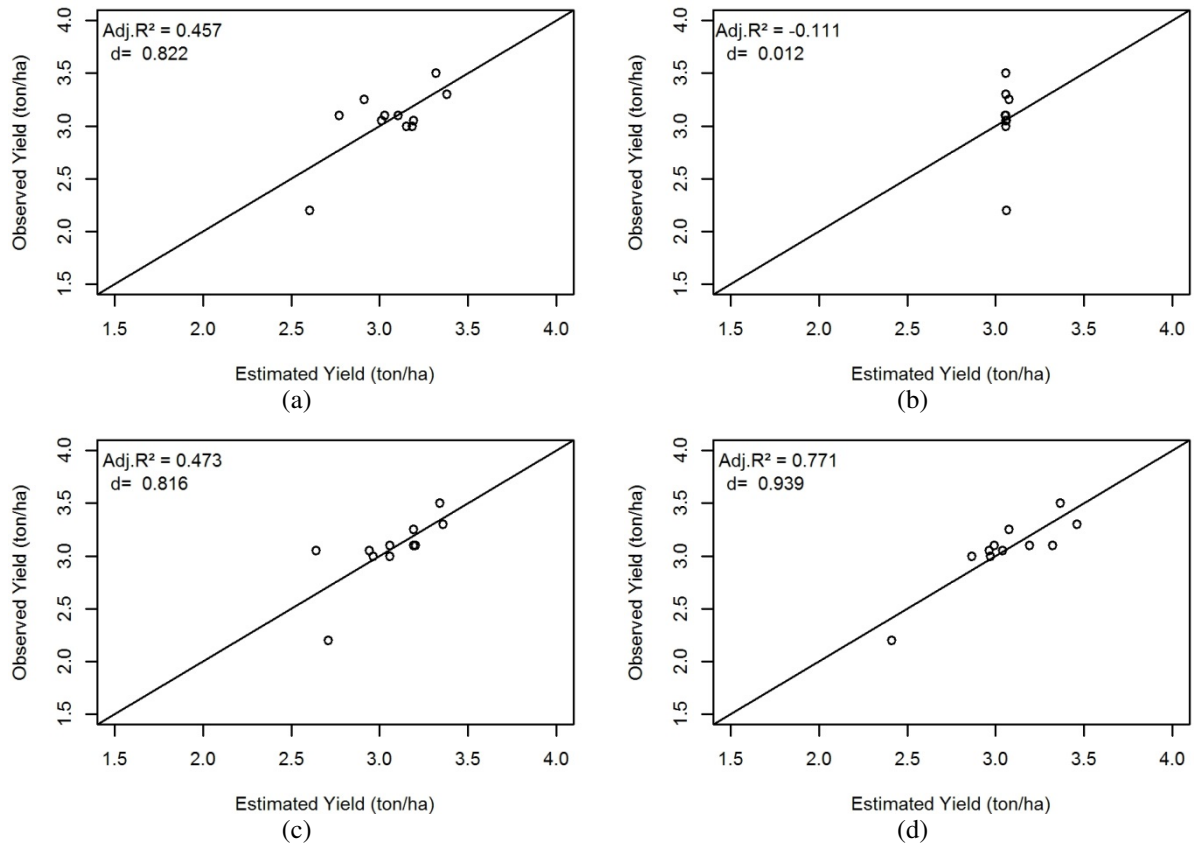 Adj.R² = 0.457
d= 0.822
4.0
3.5
3.0
2.5
2.0
1.5
Observed Yield (ton/ha)
1.5 2.0 2.5 3.0 3.5 4.0
Estimated Yield (ton/ha)
(a)
Adj.R² = -0.111
d= 0.012
4.0
3.5
3.0
2.5
2.0
1.5
Observed Yield (ton/ha)
1.5 2.0 2.5 3.0 3.5 4.0
Estimated Yield (ton/ha)
(b)
Adj.R² = 0.473
d= 0.816
4.0
3.5
3.0
2.5
2.0
1.5
Observed Yield (ton/ha)
1.5 2.0 2.5 3.0 3.5 4.0
Estimated Yield (ton/ha)
(c)
Adj.R² = 0.771
d= 0.939
4.0
3.5
3.0
2.5
2.0
1.5
Observed Yield (ton/ha)
1.5 2.0 2.5 3.0 3.5 4.0
Estimated Yield (ton/ha)
(d)